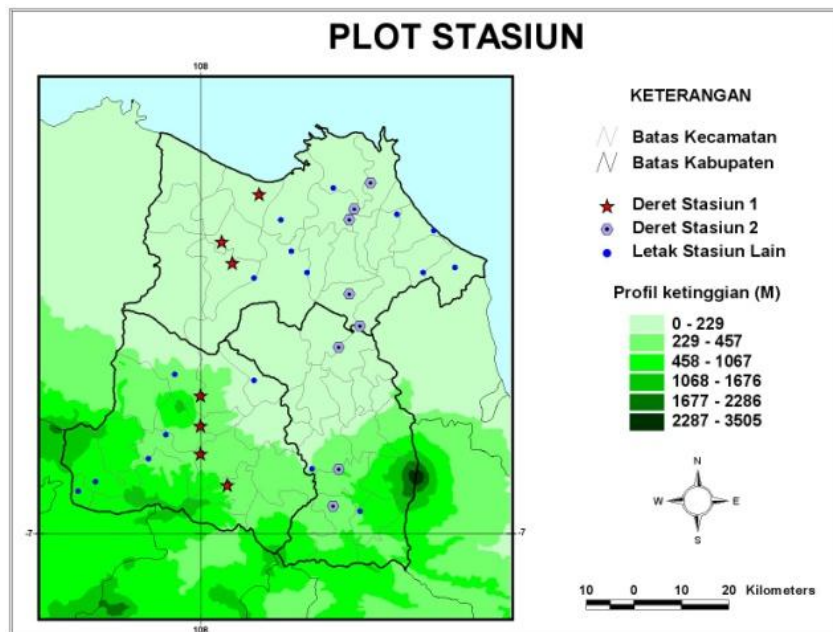 PLOT STASIUN
108
KETERANGAN
Batas Kecamatan
Batas Kabupaten
Deret Stasiun 1
Deret Stasiun 2
Letak Stasiun Lain
Profil ketinggian (M)
0 - 229
229 - 457
458 - 1067
1068 - 1676
1677 - 2286
2287 - 3505
N
W E
S
-7 -7
10 0 10 20 Kilometers
108